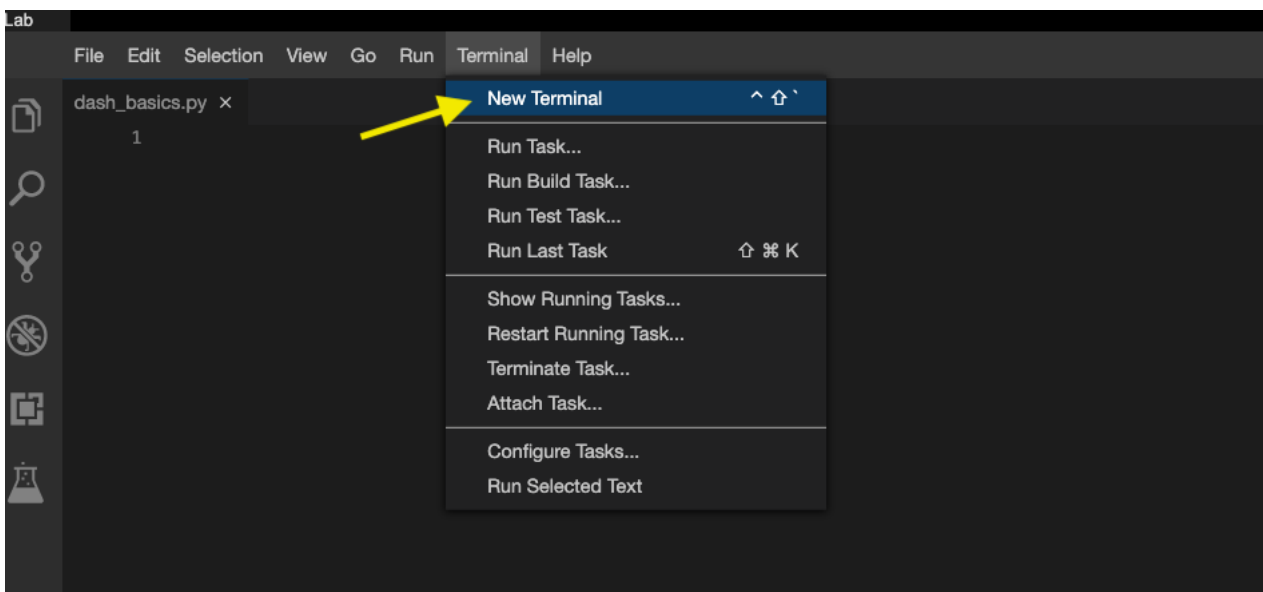 Lab
File Edit Selection View Go Run Terminal Help
dash_basics.py ×
1
New Terminal ^ ⇧ `
Run Task...
Run Build Task...
Run Test Task...
Run Last Task ⇧ ⌘ K
Show Running Tasks...
Restart Running Task...
Terminate Task...
Attach Task...
Configure Tasks...
Run Selected Text